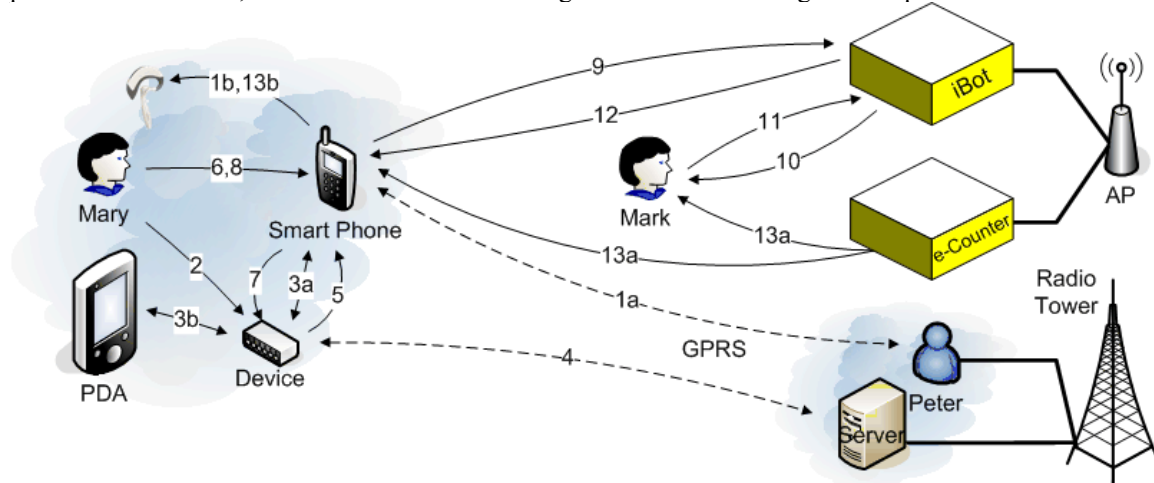 1b,13b
9
iBot
12
11
6,8
10
AP
Mary
Smart Phone
Mark
e-Counter
13a
13a
2
7
3a
5
1a
Radio
Tower
3b
GPRS
4
Device
PDA
Peter
Server